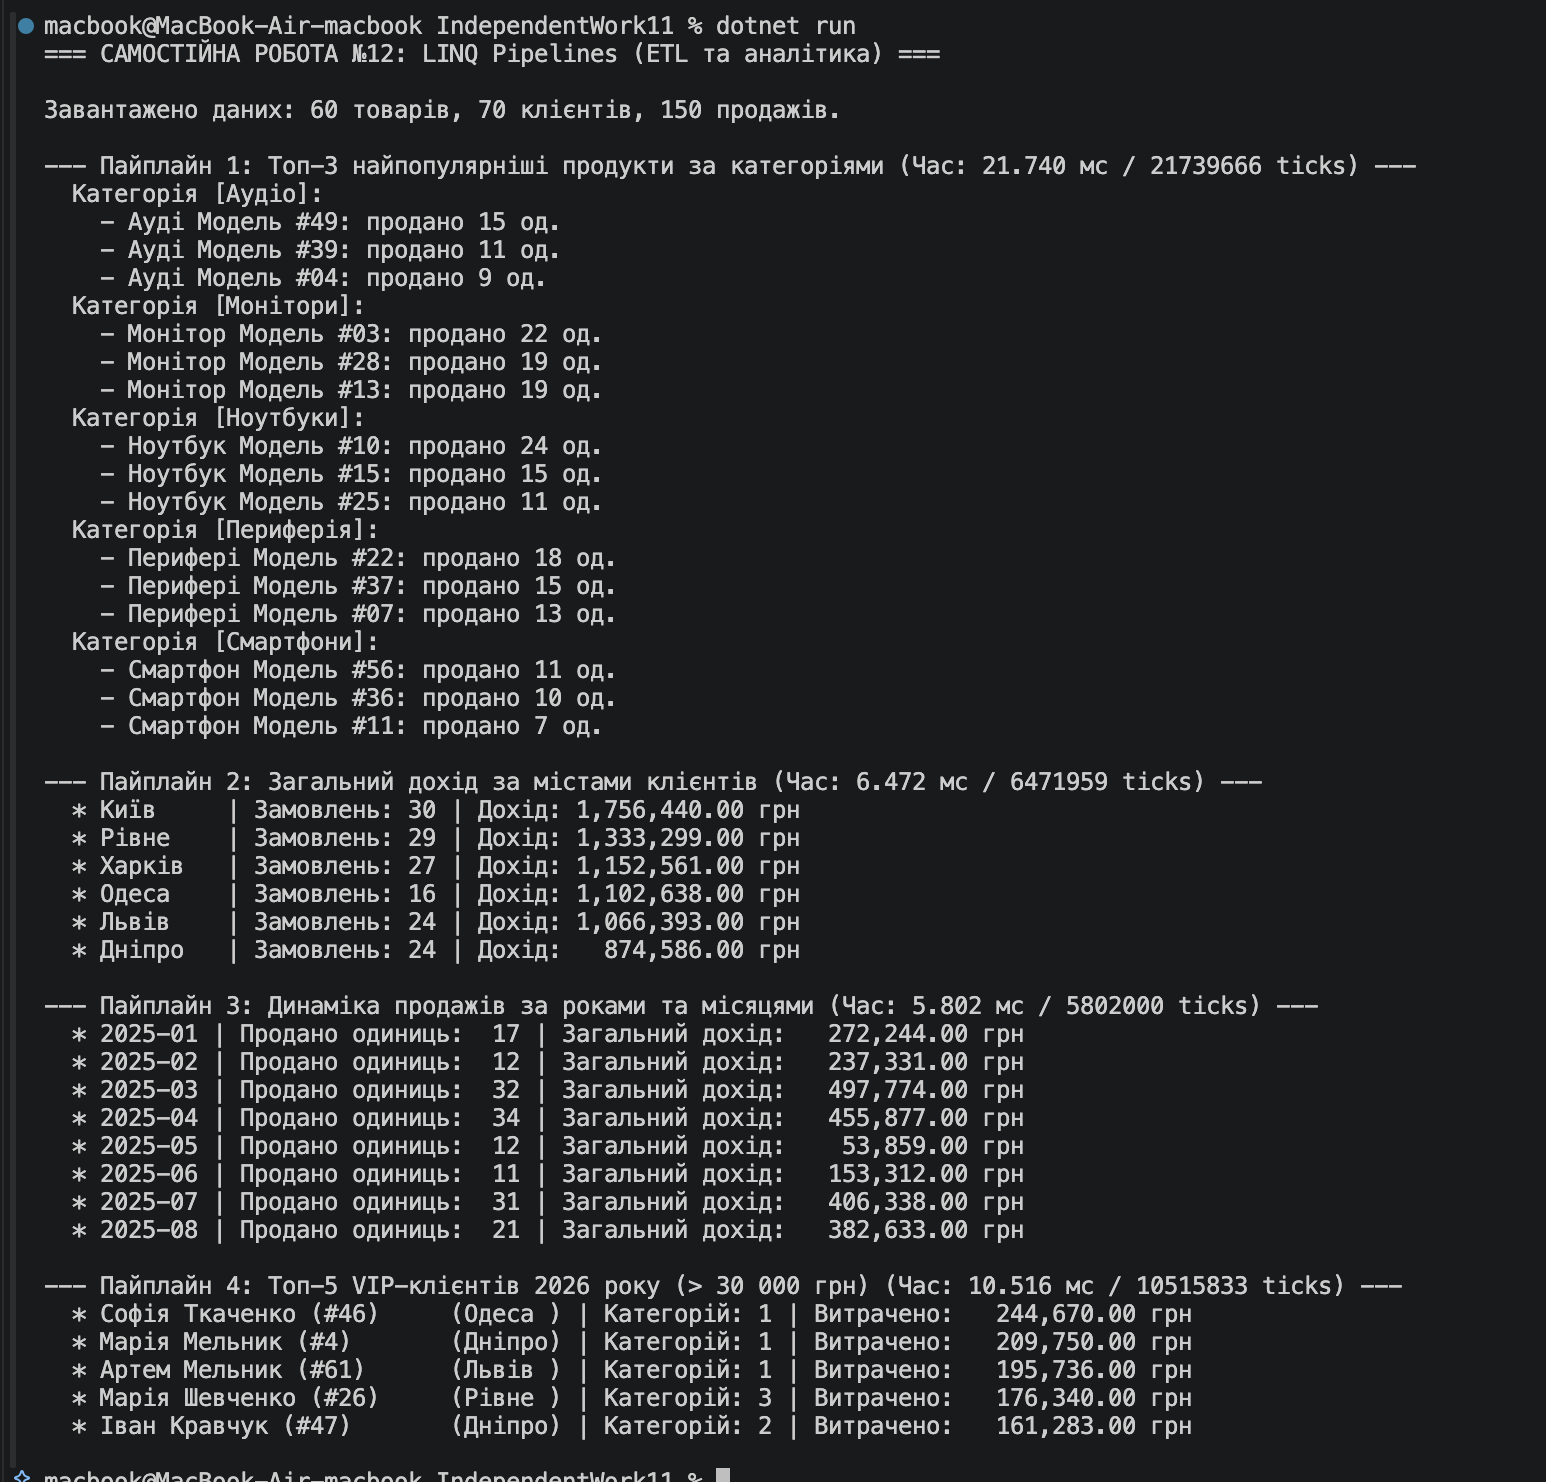 macbook@MacBook-Air-macbook IndependentWork11 % dotnet run
=== САМОСТІЙНА РОБОТА №12: LINQ Pipelines (ETL та аналітика) ===
Завантажено даних: 60 товарів, 70 клієнтів, 150 продажів.
--- Пайплайн 1: Топ-3 найпопулярніші продукти за категоріями (Час: 21.740 мс / 21739666 ticks) ---
Категорія [Аудіо]:
- Ауді Модель #49: продано 15 од.
- Ауді Модель #39: продано 11 од.
- Ауді Модель #04: продано 9 од.
Категорія [Монітори]:
- Монітор Модель #03: продано 22 од.
- Монітор Модель #28: продано 19 од.
- Монітор Модель #13: продано 19 од.
Категорія [Ноутбуки]:
- Ноутбук Модель #10: продано 24 од.
- Ноутбук Модель #15: продано 15 од.
- Ноутбук Модель #25: продано 11 од.
Категорія [Периферія]:
- Перифері Модель #22: продано 18 од.
- Перифері Модель #37: продано 15 од.
- Перифері Модель #07: продано 13 од.
Категорія [Смартфони]:
- Смартфон Модель #56: продано 11 од.
- Смартфон Модель #36: продано 10 од.
- Смартфон Модель #11: продано 7 од.
--- Пайплайн 2: Загальний дохід за містами клієнтів (Час: 6.472 мс / 6471959 ticks) ---
* Київ | Замовлень: 30 | Дохід: 1,756,440.00 грн
* Рівне | Замовлень: 29 | Дохід: 1,333,299.00 грн
* Харків | Замовлень: 27 | Дохід: 1,152,561.00 грн
* Одеса | Замовлень: 16 | Дохід: 1,102,638.00 грн
* Львів | Замовлень: 24 | Дохід: 1,066,393.00 грн
* Дніпро | Замовлень: 24 | Дохід: 874,586.00 грн
--- Пайплайн 3: Динаміка продажів за роками та місяцями (Час: 5.802 мс / 5802000 ticks) ---
* 2025-01 | Продано одиниць: 17 | Загальний дохід: 272,244.00 грн
* 2025-02 | Продано одиниць: 12 | Загальний дохід: 237,331.00 грн
* 2025-03 | Продано одиниць: 32 | Загальний дохід: 497,774.00 грн
* 2025-04 | Продано одиниць: 34 | Загальний дохід: 455,877.00 грн
* 2025-05 | Продано одиниць: 12 | Загальний дохід: 53,859.00 грн
* 2025-06 | Продано одиниць: 11 | Загальний дохід: 153,312.00 грн
* 2025-07 | Продано одиниць: 31 | Загальний дохід: 406,338.00 грн
* 2025-08 | Продано одиниць: 21 | Загальний дохід: 382,633.00 грн
--- Пайплайн 4: Топ-5 VIP-клієнтів 2026 року (> 30 000 грн) (Час: 10.516 мс / 10515833 ticks) ---
* Софія Ткаченко (#46) (Одеса ) | Категорій: 1 | Витрачено: 244,670.00 грн
* Марія Мельник (#4) (Дніпро) | Категорій: 1 | Витрачено: 209,750.00 грн
* Артем Мельник (#61) (Львів ) | Категорій: 1 | Витрачено: 195,736.00 грн
* Марія Шевченко (#26) (Рівне ) | Категорій: 3 | Витрачено: 176,340.00 грн
* Іван Кравчук (#47) (Дніпро) | Категорій: 2 | Витрачено: 161,283.00 грн
macbook@MacBook-Air-macbook IndependentWork11 %